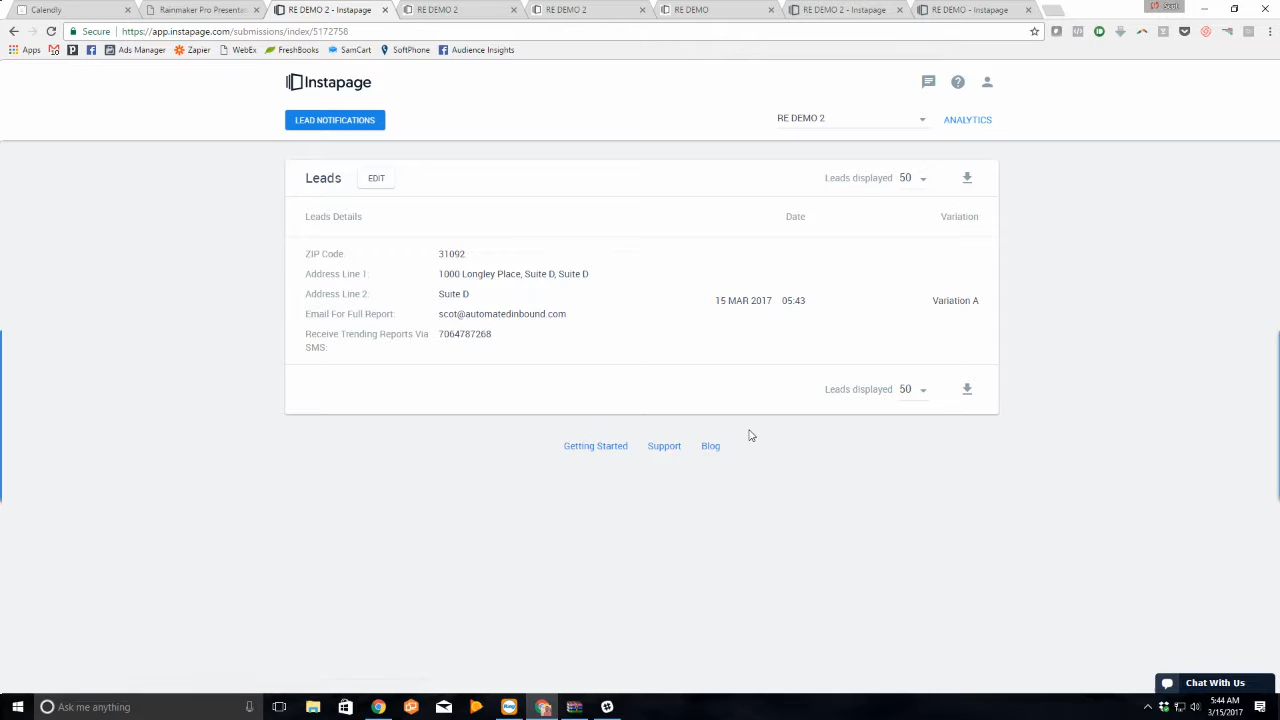 Calendly
Rainmaker Pro Presenta
RE DEMO 2 - Instapage
RE DEMO 2
RE DEMO 2
RE DEMO
RE DEMO 2 - Instapage
RE DEMO - Instapage
Secure
https://app.instapage.com/submissions/index/5172758
Apps
Ad Manager
Zapier
WebEx
FreshBooks
SamCart
SoftPhone
Audience Insights
Instapage
LEAD NOTIFICATIONS
RE DEMO 2
ANALYTICS
Leads
EDIT
Leads displayed 50
Leads Details
Date
Variation
ZIP Code: 31092
Address Line 1: 1000 Longley Place, Suite D, Suite D
Address Line 2: Suite D
Email For Full Report: scot@automatedinbound.com
Receive Trending Reports Via SMS: 7064787268
15 MAR 2017 05:43
Variation A
Leads displayed 50
Getting Started
Support
Blog
Chat With Us
Ask me anything
5:44 AM
3/15/2017